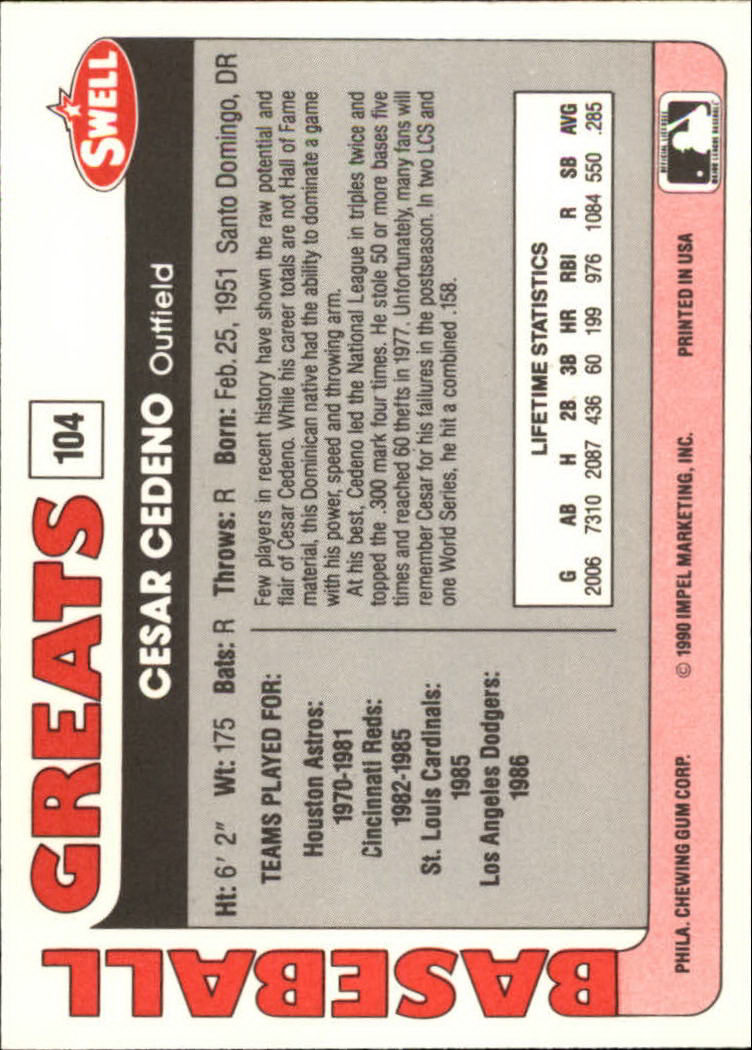 BASEBALL
GREATS
104
SWELL
CESAR CEDENO Outfield
Ht: 6' 2" Wt: 175 Bats: R Throws: R Born: Feb. 25, 1951 Santo Domingo, DR
TEAMS PLAYED FOR:
Houston Astros:
1970-1981
Cincinnati Reds:
1982-1985
St. Louis Cardinals:
1985
Los Angeles Dodgers:
1986
Few players in recent history have shown the raw potential and
flair of Cesar Cedeno. While his career totals are not Hall of Fame
material, this Dominican native had the ability to dominate a game
with his power, speed and throwing arm.
At his best, Cedeno led the National League in triples twice and
topped the .300 mark four times. He stole 50 or more bases five
times and reached 60 thefts in 1977. Unfortunately, many fans will
remember Cesar for his failures in the postseason. In two LCS and
one World Series, he hit a combined .158.
LIFETIME STATISTICS
G AB H 2B 3B HR RBI R SB AVG
2006 7310 2087 436 60 199 976 1084 550 .285
PHILA. CHEWING GUM CORP. © 1990 IMPEL MARKETING, INC. PRINTED IN USA
OFFICIAL LICENSEE
MAJOR LEAGUE BASEBALL